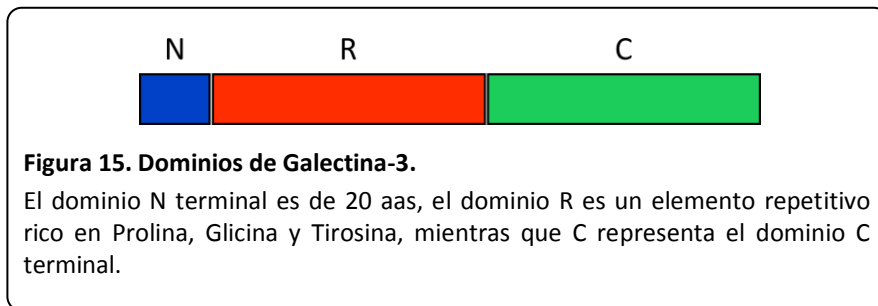 N R C
Figura 15. Dominios de Galectina-3.
El dominio N terminal es de 20 aas, el dominio R es un elemento repetitivo
rico en Prolina, Glicina y Tirosina, mientras que C representa el dominio C
terminal.